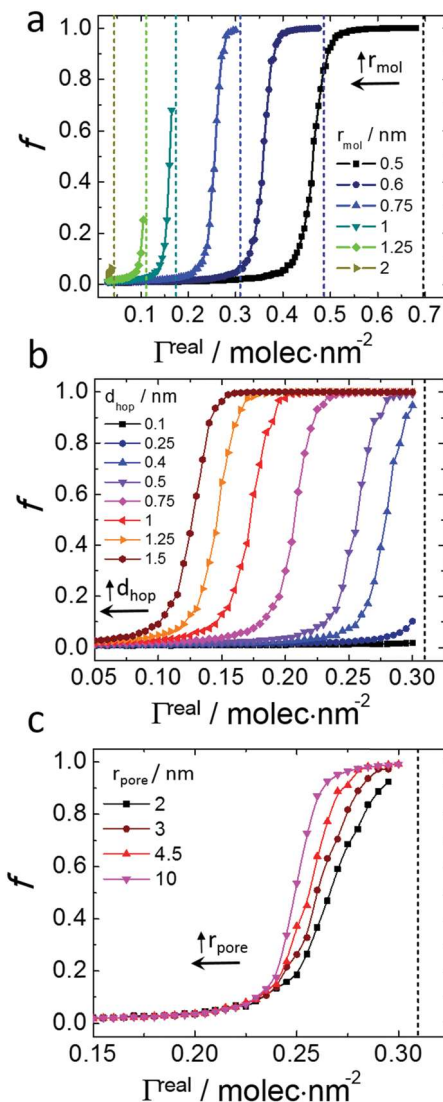 a
f
1.0
0.8
0.6
0.4
0.2
0.0
↑r_mol
r_mol / nm
0.5
0.6
0.75
1
1.25
2
0.1 0.2 0.3 0.4 0.5 0.6 0.7
Γ^real / molec·nm⁻²
b
f
1.0
0.8
0.6
0.4
0.2
0.0
d_hop / nm
0.1
0.25
0.4
0.5
0.75
1
1.25
1.5
↑d_hop
0.05 0.10 0.15 0.20 0.25 0.30
Γ^real / molec·nm⁻²
c
f
1.0
0.8
0.6
0.4
0.2
0.0
r_pore / nm
2
3
4.5
10
↑r_pore
0.15 0.20 0.25 0.30
Γ^real / molec·nm⁻²